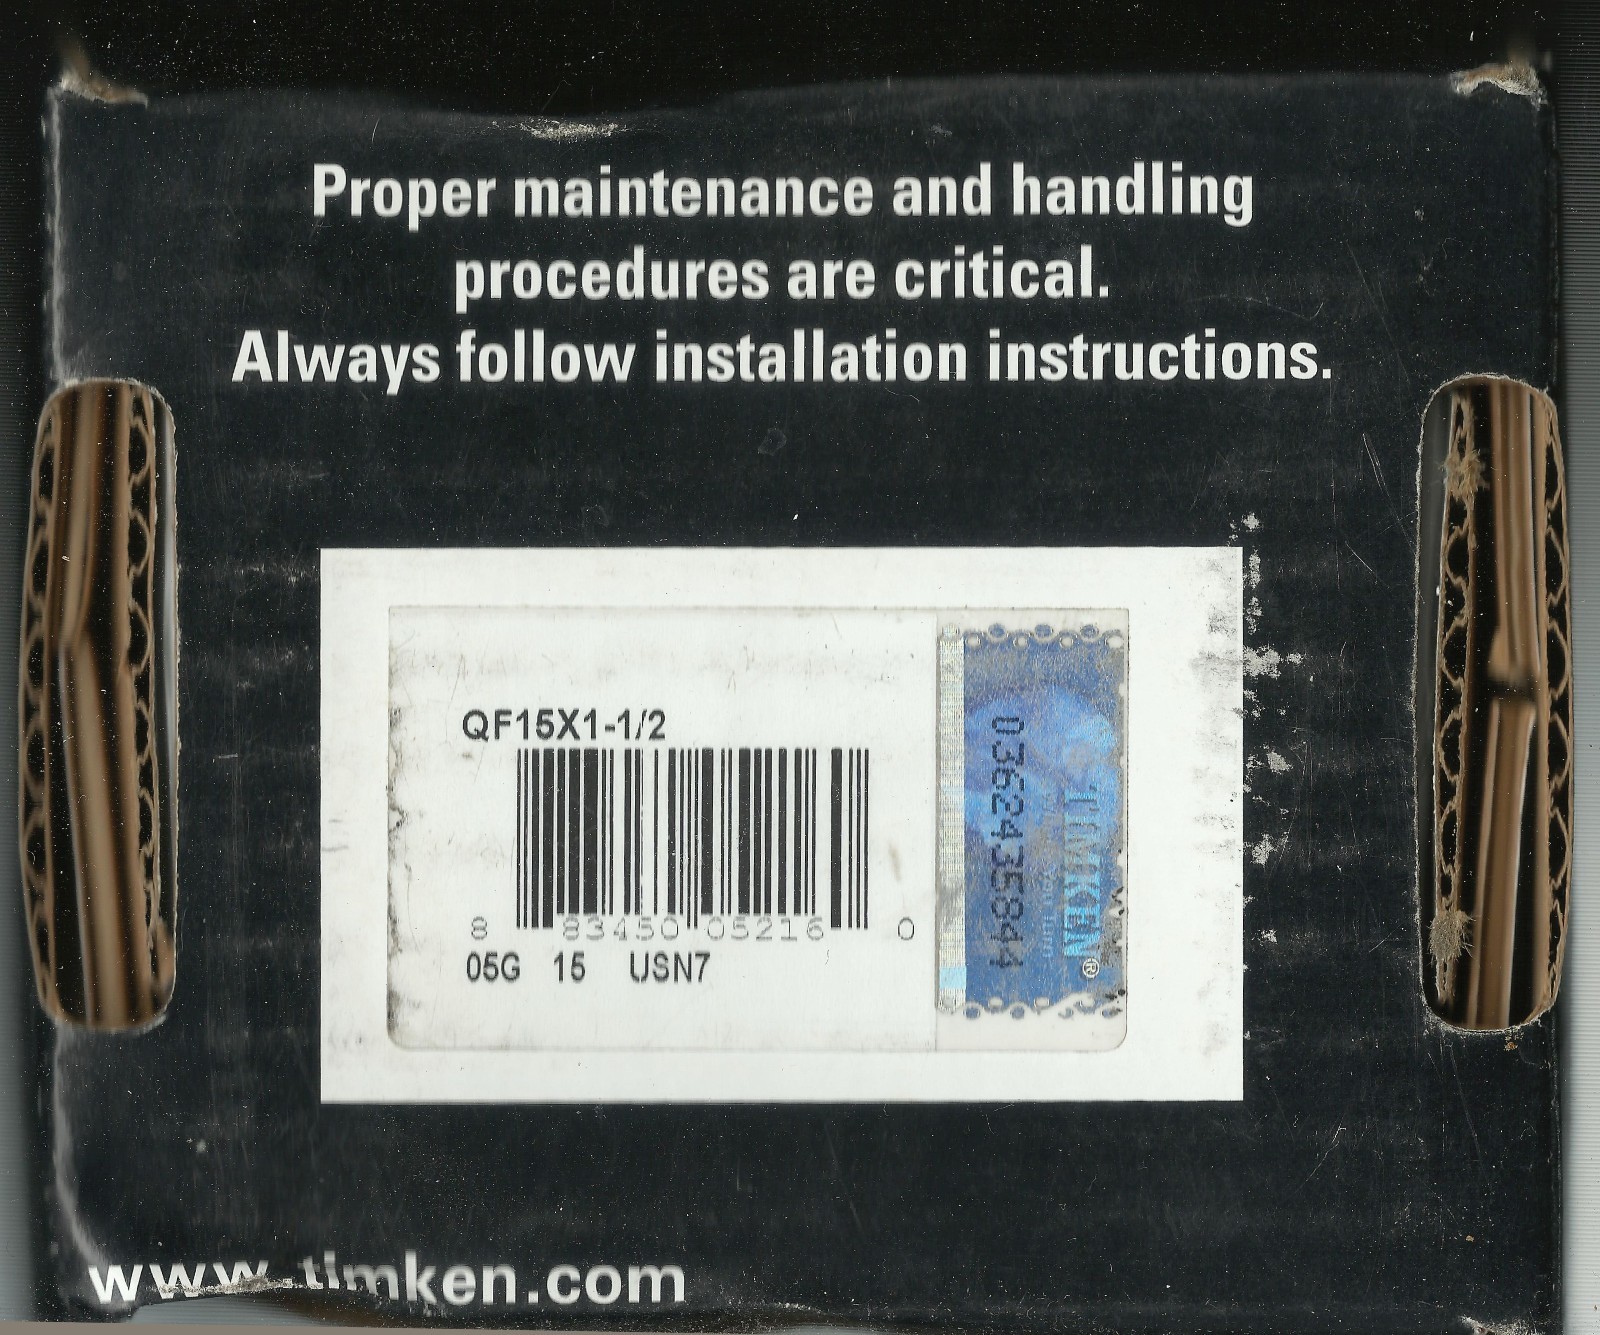 Proper maintenance and handling
procedures are critical.
Always follow installation instructions.
QF15X1-1/2
8 83450 05216 0
05G 15 USN7
0362435844
TIMKEN®
www.timken.com